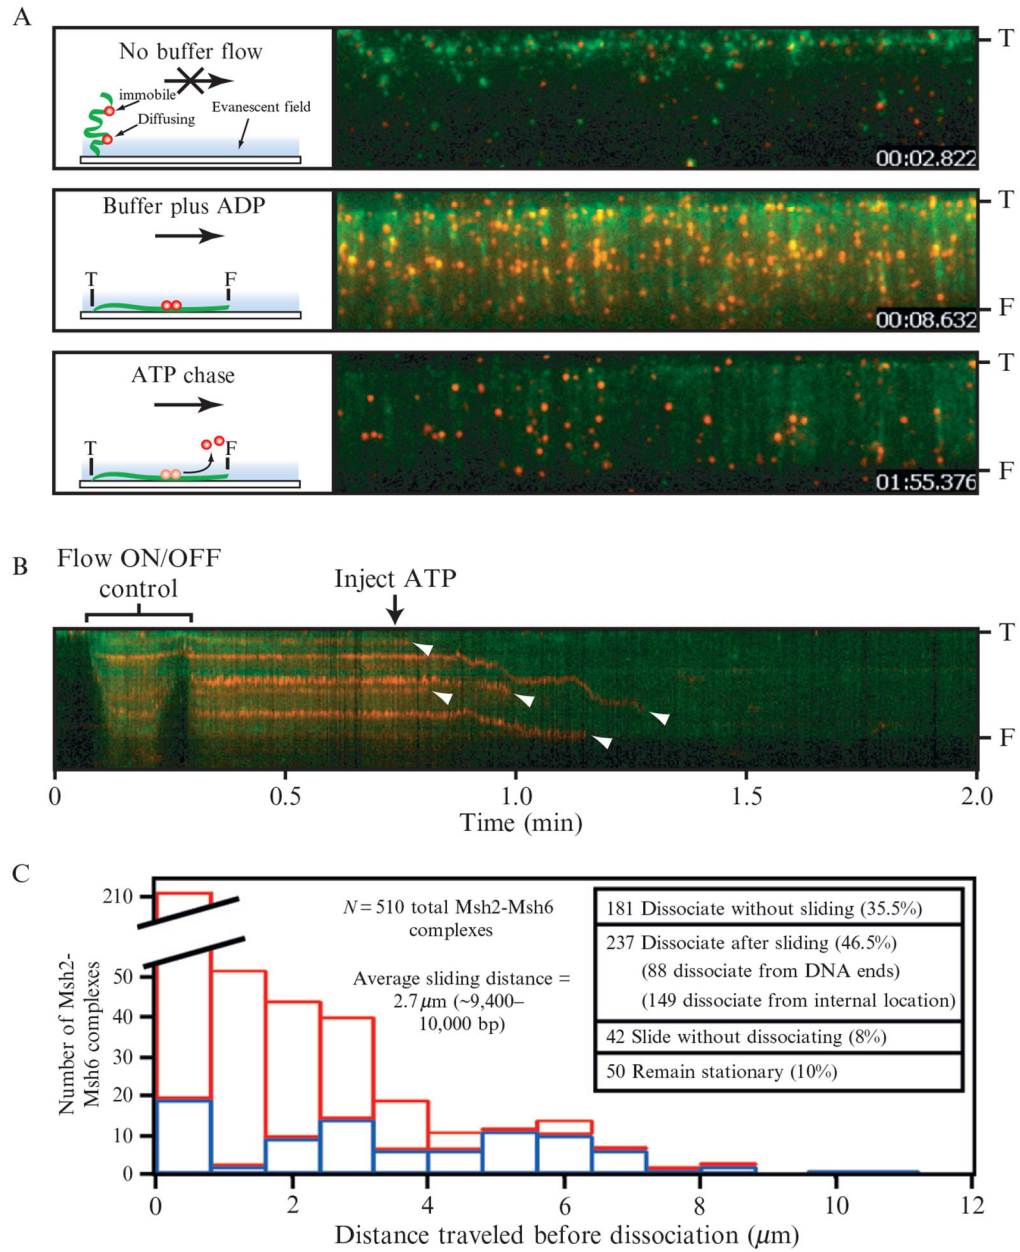 A
No buffer flow
immobile
Diffusing
Evanescent field
00:02.822
T
Buffer plus ADP
T
F
00:08.632
T
F
ATP chase
T
F
01:55.376
T
F
B
Flow ON/OFF
control
Inject ATP
T
F
0
0.5
1.0
1.5
2.0
Time (min)
C
Number of Msh2-
Msh6 complexes
210
50
40
30
20
10
0
N = 510 total Msh2-Msh6
complexes
Average sliding distance =
2.7 μm (~9,400–
10,000 bp)
181 Dissociate without sliding (35.5%)
237 Dissociate after sliding (46.5%)
(88 dissociate from DNA ends)
(149 dissociate from internal location)
42 Slide without dissociating (8%)
50 Remain stationary (10%)
0
2
4
6
8
10
12
Distance traveled before dissociation (μm)